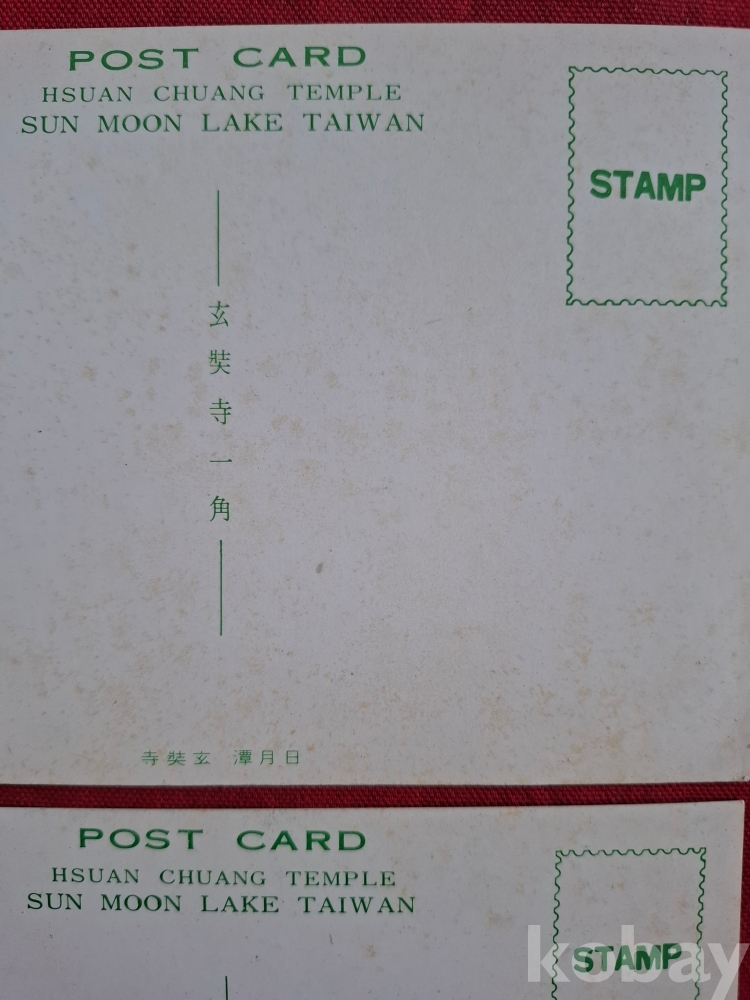 POST CARD
HSUAN CHUANG TEMPLE
SUN MOON LAKE TAIWAN
STAMP
玄奘寺一角
寺奘玄 潭月日
POST CARD
HSUAN CHUANG TEMPLE
SUN MOON LAKE TAIWAN
STAMP
kobay